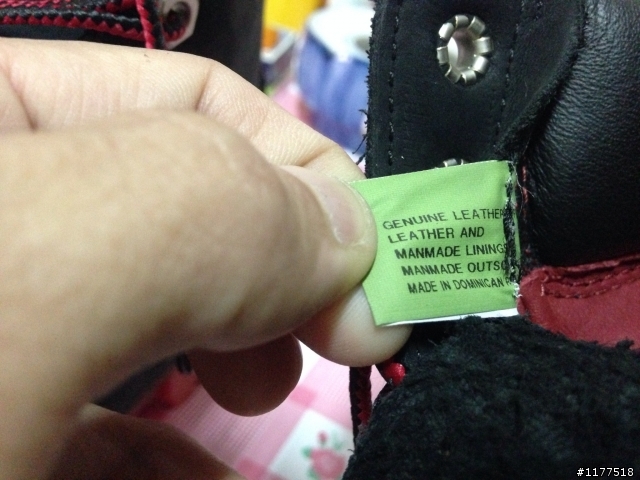 GENUINE LEATHER
LEATHER AND
MANMADE LINING
MANMADE OUTSO
MADE IN DOMINICAN
#1177518